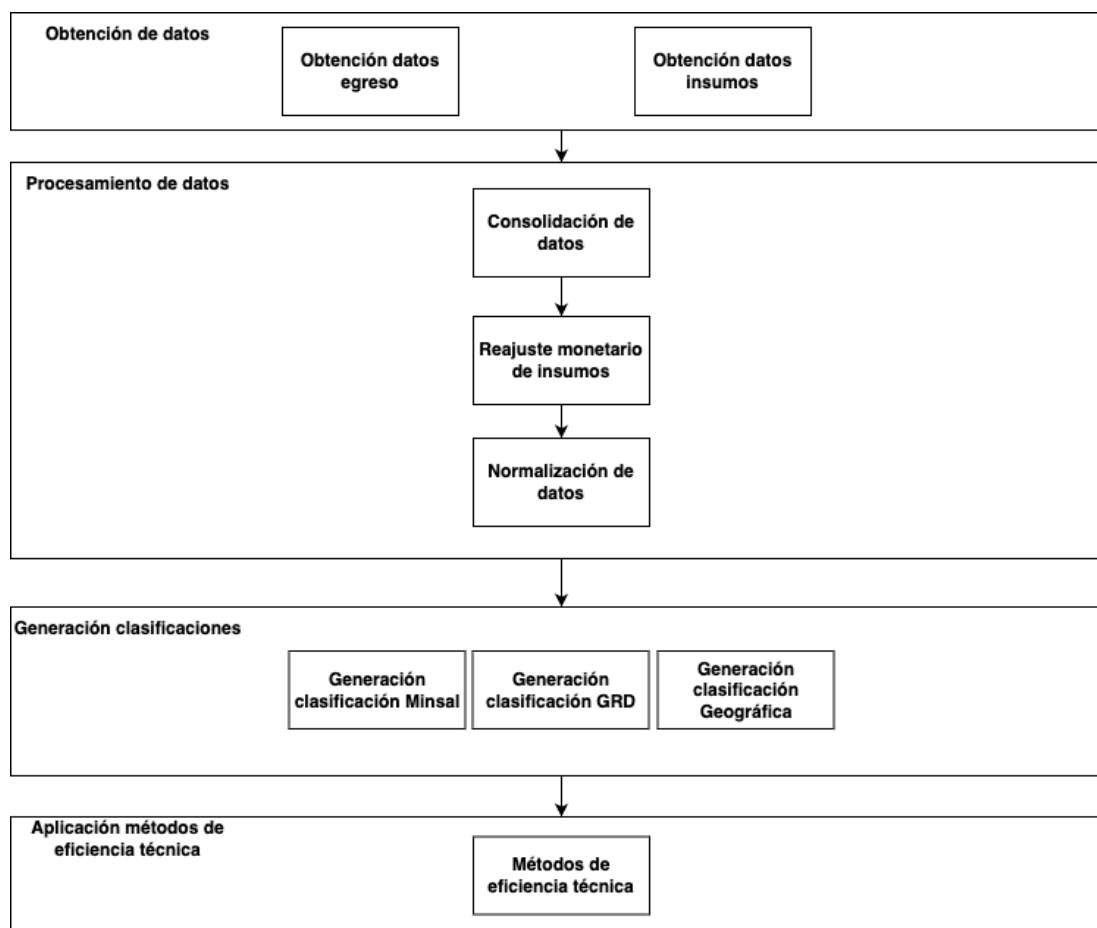 Obtención de datos
Obtención datos
egreso
Obtención datos
insumos
Procesamiento de datos
Consolidación de
datos
Reajuste monetario
de insumos
Normalización de
datos
Generación clasificaciones
Generación
clasificación Minsal
Generación
clasificación GRD
Generación
clasificación
Geográfica
Aplicación métodos de
eficiencia técnica
Métodos de
eficiencia técnica